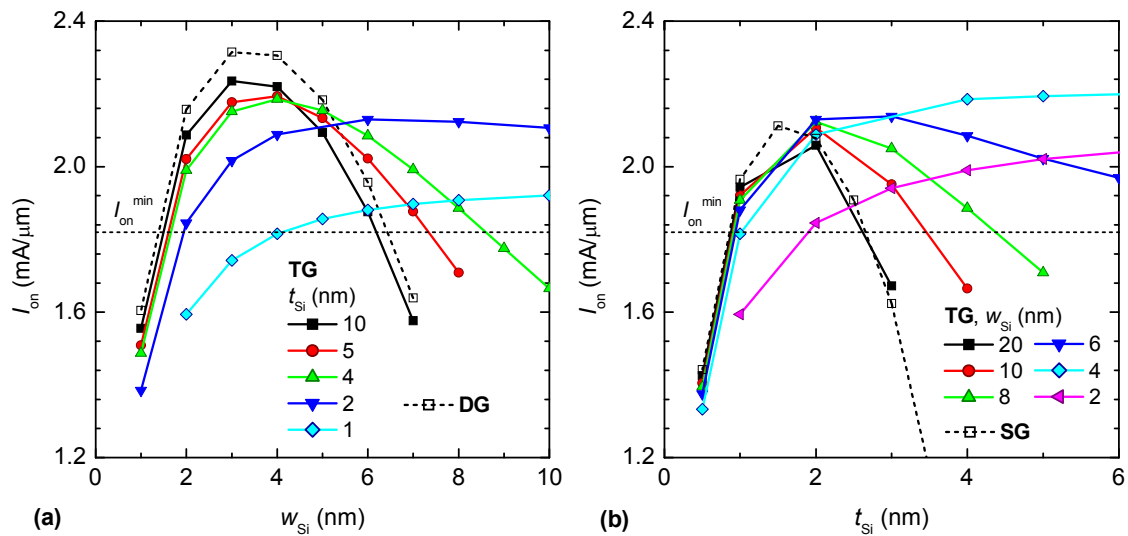 2.4
2.0
1.6
1.2
I_on (mA/μm)
I_on^min
TG
t_Si (nm)
10
5
4
2
1
DG
0 2 4 6 8 10
(a) w_Si (nm)
2.4
2.0
1.6
1.2
I_on (mA/μm)
I_on^min
TG, w_Si (nm)
20 6
10 4
8 2
SG
0 1 2 3 4 5 6
(b) t_Si (nm)